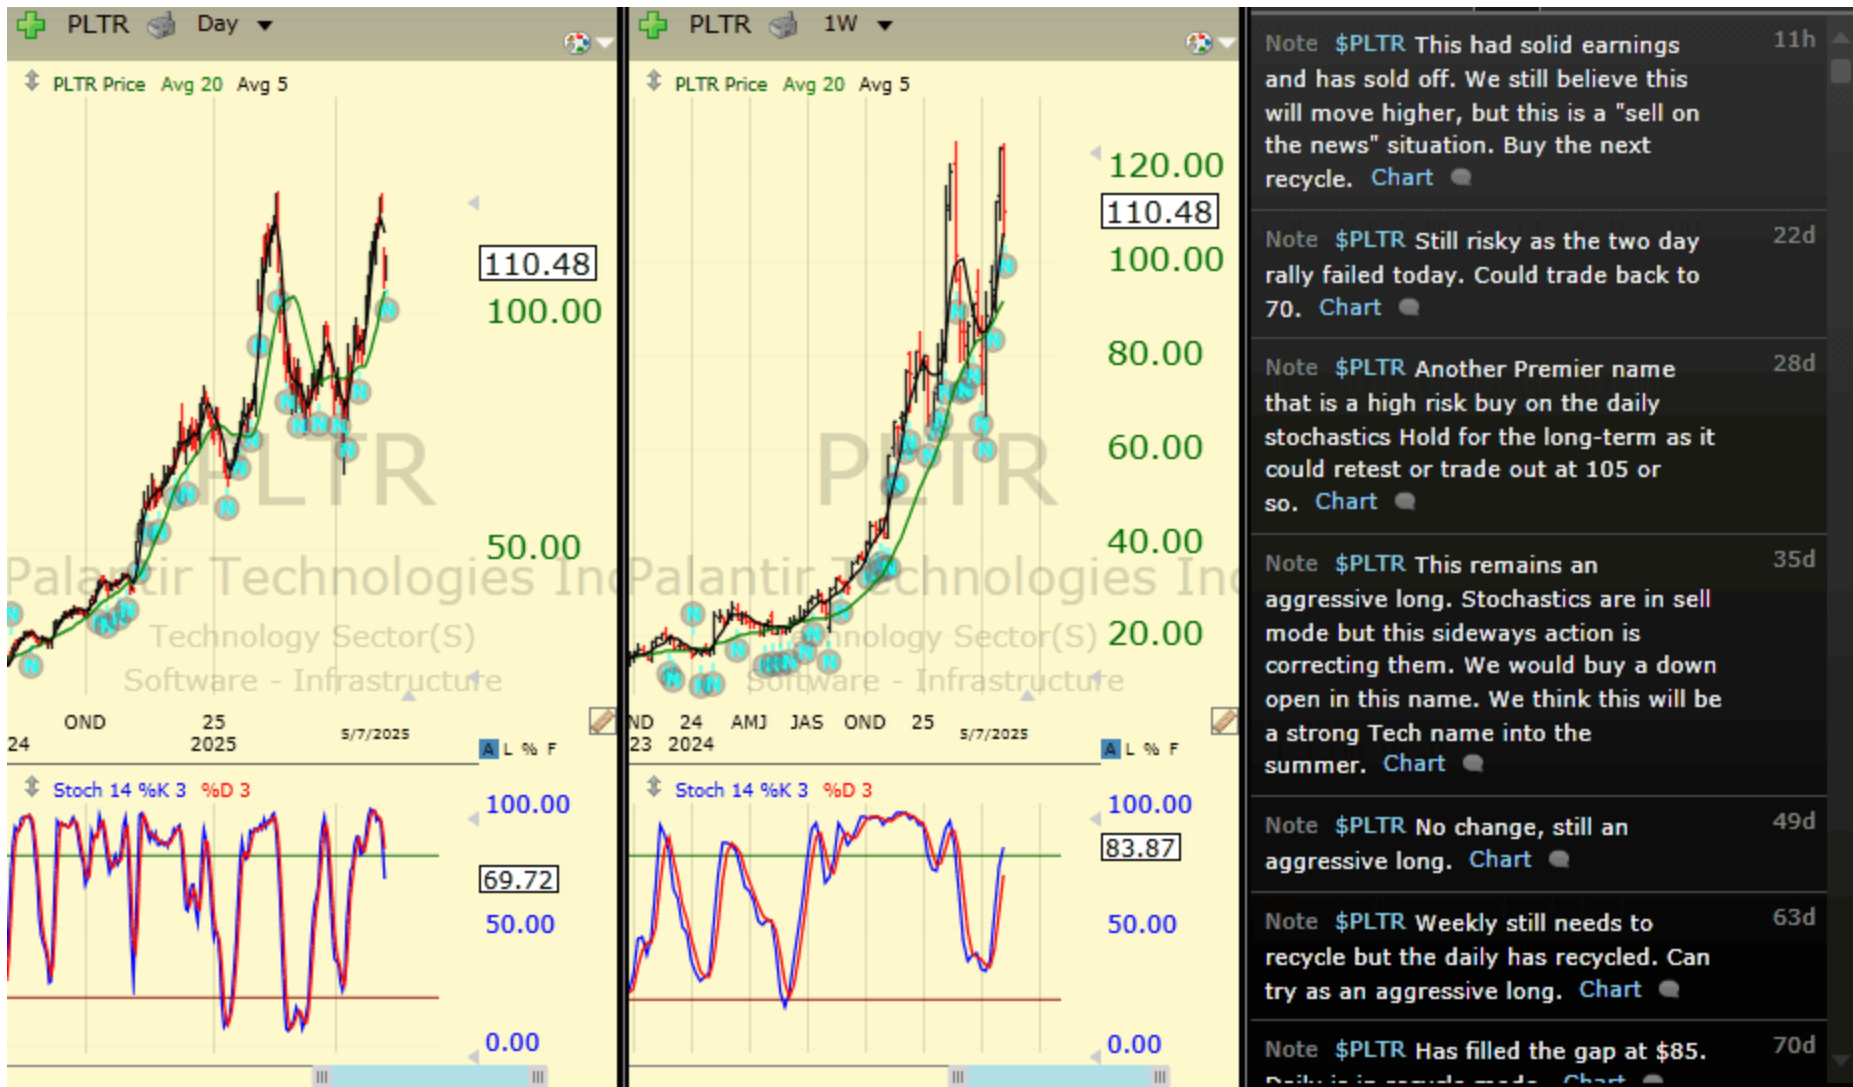 PLTR Day
PLTR Price Avg 20 Avg 5
110.48
100.00
50.00
PLTR
Palantir Technologies Inc
Technology Sector(S)
Software - Infrastructure
OND 25
24 2025 5/7/2025
A L % F
Stoch 14 %K 3 %D 3
100.00
69.72
50.00
0.00
PLTR 1W
PLTR Price Avg 20 Avg 5
120.00
110.48
100.00
80.00
60.00
40.00
20.00
PLTR
Palantir Technologies Inc
Technology Sector(S)
Software - Infrastructure
ND 24 AMJ JAS OND 25
23 2024 5/7/2025
A L % F
Stoch 14 %K 3 %D 3
100.00
83.87
50.00
0.00
Note $PLTR This had solid earnings 11h
and has sold off. We still believe this
will move higher, but this is a "sell on
the news" situation. Buy the next
recycle. Chart
Note $PLTR Still risky as the two day 22d
rally failed today. Could trade back to
70. Chart
Note $PLTR Another Premier name 28d
that is a high risk buy on the daily
stochastics Hold for the long-term as it
could retest or trade out at 105 or
so. Chart
Note $PLTR This remains an 35d
aggressive long. Stochastics are in sell
mode but this sideways action is
correcting them. We would buy a down
open in this name. We think this will be
a strong Tech name into the
summer. Chart
Note $PLTR No change, still an 49d
aggressive long. Chart
Note $PLTR Weekly still needs to 63d
recycle but the daily has recycled. Can
try as an aggressive long. Chart
Note $PLTR Has filled the gap at $85. 70d